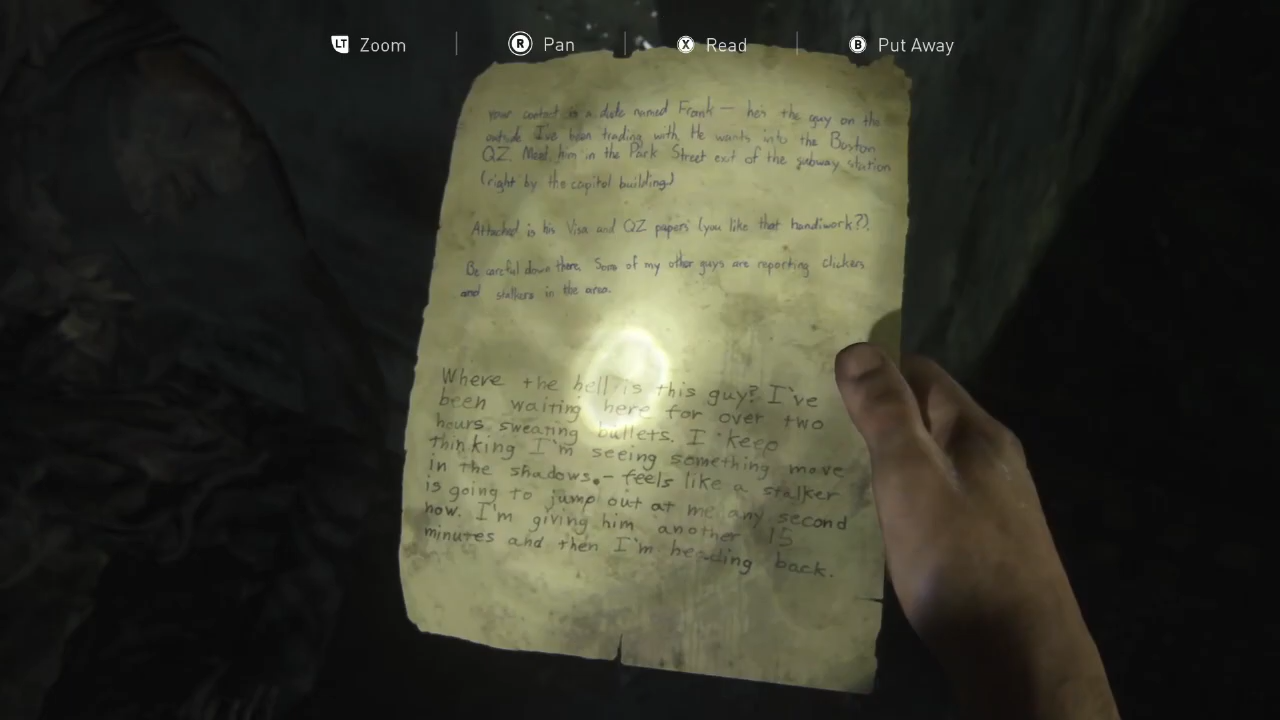 LT Zoom | R Pan | X Read | B Put Away
your contact is a dude named Frank — he's the guy on the
outside I've been trading with. He wants into the Boston
QZ. Meet him in the Park Street exit of the subway station
(right by the capitol building)
Attached is his Visa and QZ papers (you like that handiwork?).
Be careful down there. Some of my other guys are reporting clickers
and stalkers in the area.
Where the hell is this guy? I've
been waiting here for over two
hours sweating bullets. I keep
thinking I'm seeing something move
in the shadows. - feels like a stalker
is going to jump out at me any second
now. I'm giving him another 15
minutes and then I'm heading back.